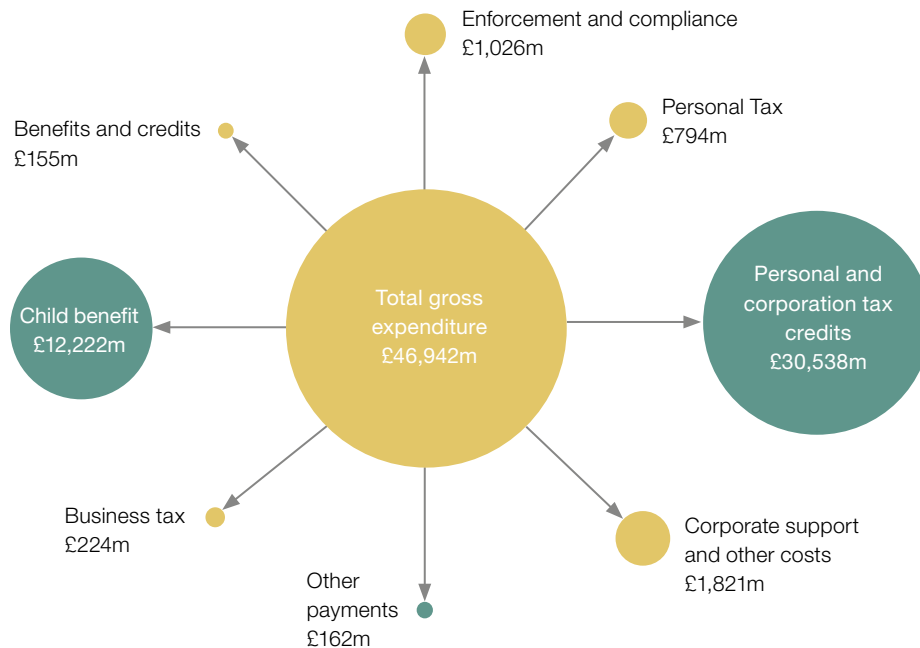 Enforcement and compliance
£1,026m
Personal Tax
£794m
Benefits and credits
£155m
Child benefit
£12,222m
Total gross
expenditure
£46,942m
Personal and
corporation tax
credits
£30,538m
Business tax
£224m
Other
payments
£162m
Corporate support
and other costs
£1,821m